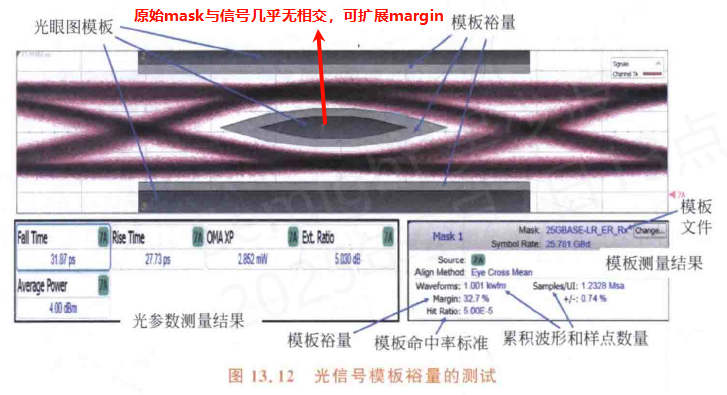 原始mask与信号几乎无相交，可扩展margin
光眼图模板
模板裕量
Signals
Channel 7A
7A
Fall Time 7A
31.87 ps
Rise Time 7A
27.73 ps
OMA XP 7A
2.852 mW
Ext. Ratio 7A
5.030 dB
Average Power 7A
4.00 dBm
光参数测量结果
Mask 1
Mask: 25GBASE-LR_ER_Rx* Change...
Symbol Rate: 25.781 GBd
Source: 7A
Align Method: Eye Cross Mean
Waveforms: 1.001 kwfm
Samples/UI: 1.2328 Msa
Margin: 32.7 %
+/-: 0.74 %
Hit Ratio: 5.00E-5
模板
文件
模板测量结果
模板裕量
模板命中率标准
累积波形和样点数量
图 13.12 光信号模板裕量的测试